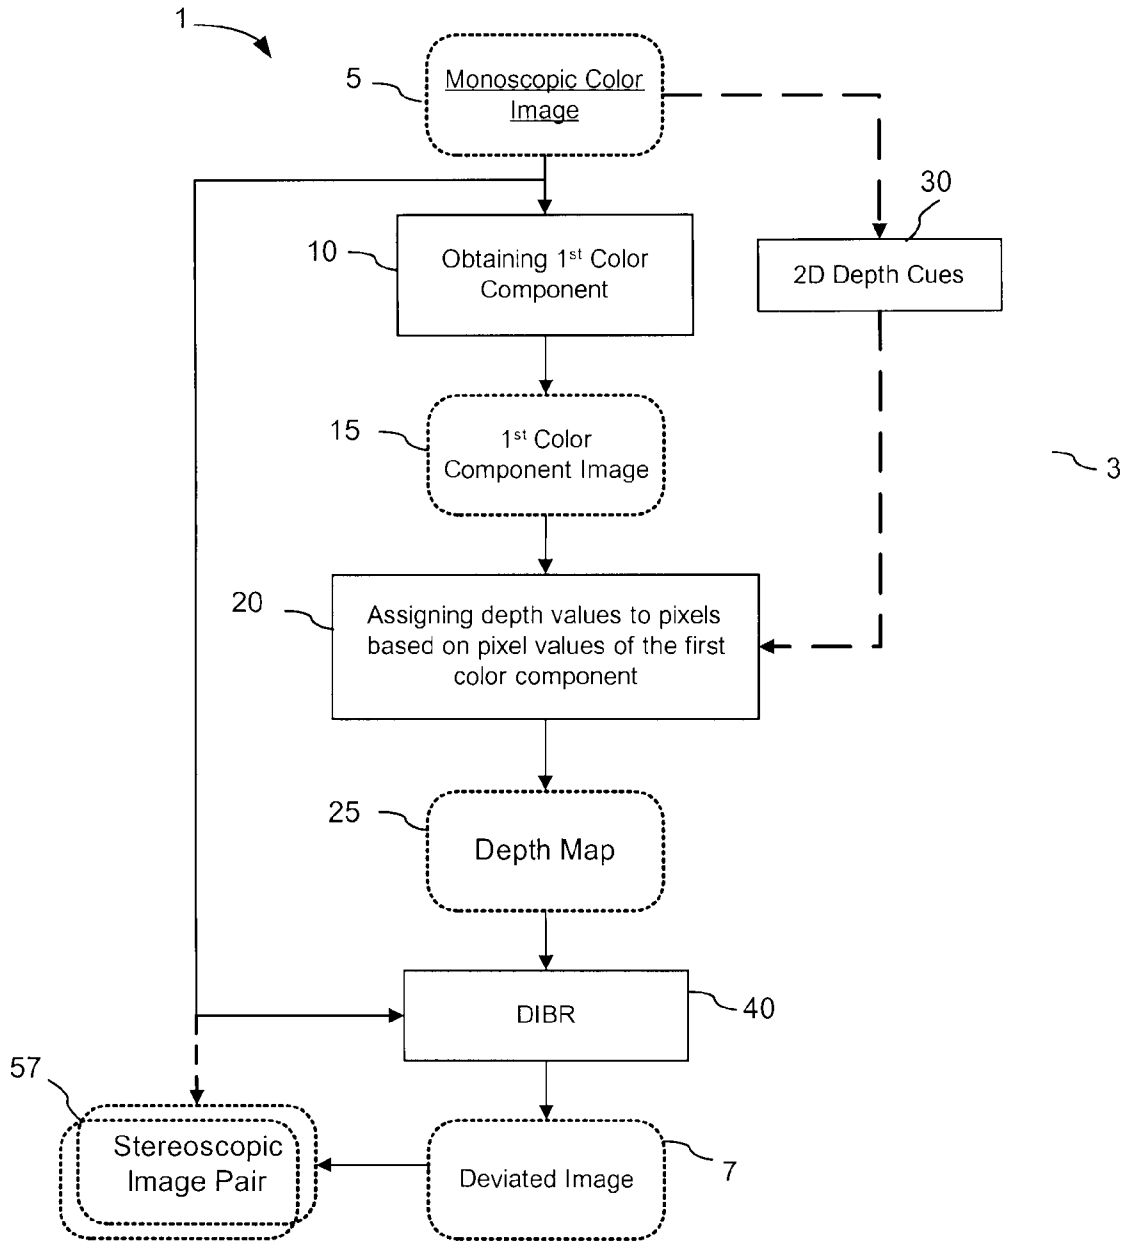 1
5
Monoscopic Color
Image
30
10
Obtaining 1st Color
Component
2D Depth Cues
15
1st Color
Component Image
3
20
Assigning depth values to pixels
based on pixel values of the first
color component
25
Depth Map
DIBR
40
57
Stereoscopic
Image Pair
Deviated Image
7